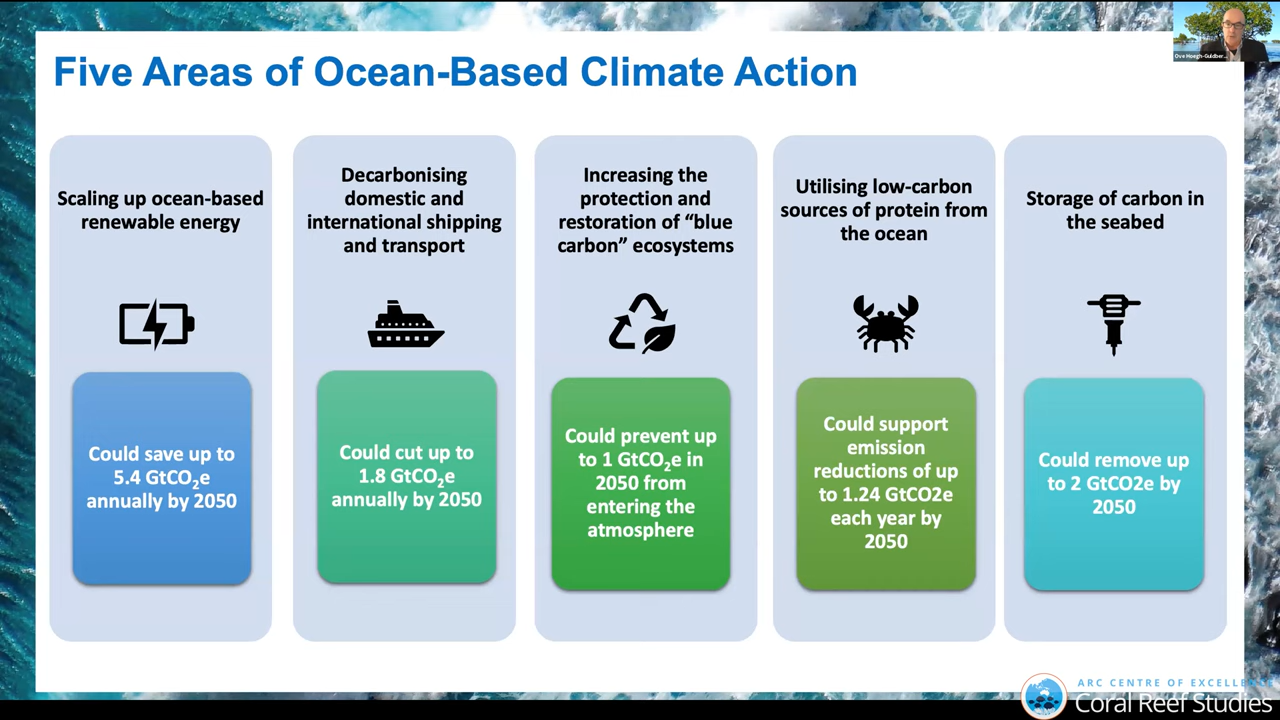 Five Areas of Ocean-Based Climate Action
Scaling up ocean-based
renewable energy
Could save up to
5.4 GtCO₂e
annually by 2050
Decarbonising
domestic and
international shipping
and transport
Could cut up to
1.8 GtCO₂e
annually by 2050
Increasing the
protection and
restoration of “blue
carbon” ecosystems
Could prevent up
to 1 GtCO₂e in
2050 from
entering the
atmosphere
Utilising low-carbon
sources of protein from
the ocean
Could support
emission
reductions of up
to 1.24 GtCO2e
each year by
2050
Storage of carbon in
the seabed
Could remove up
to 2 GtCO2e by
2050
Ove Hoegh-Guldber...
ARC CENTRE OF EXCELLENCE
Coral Reef Studies